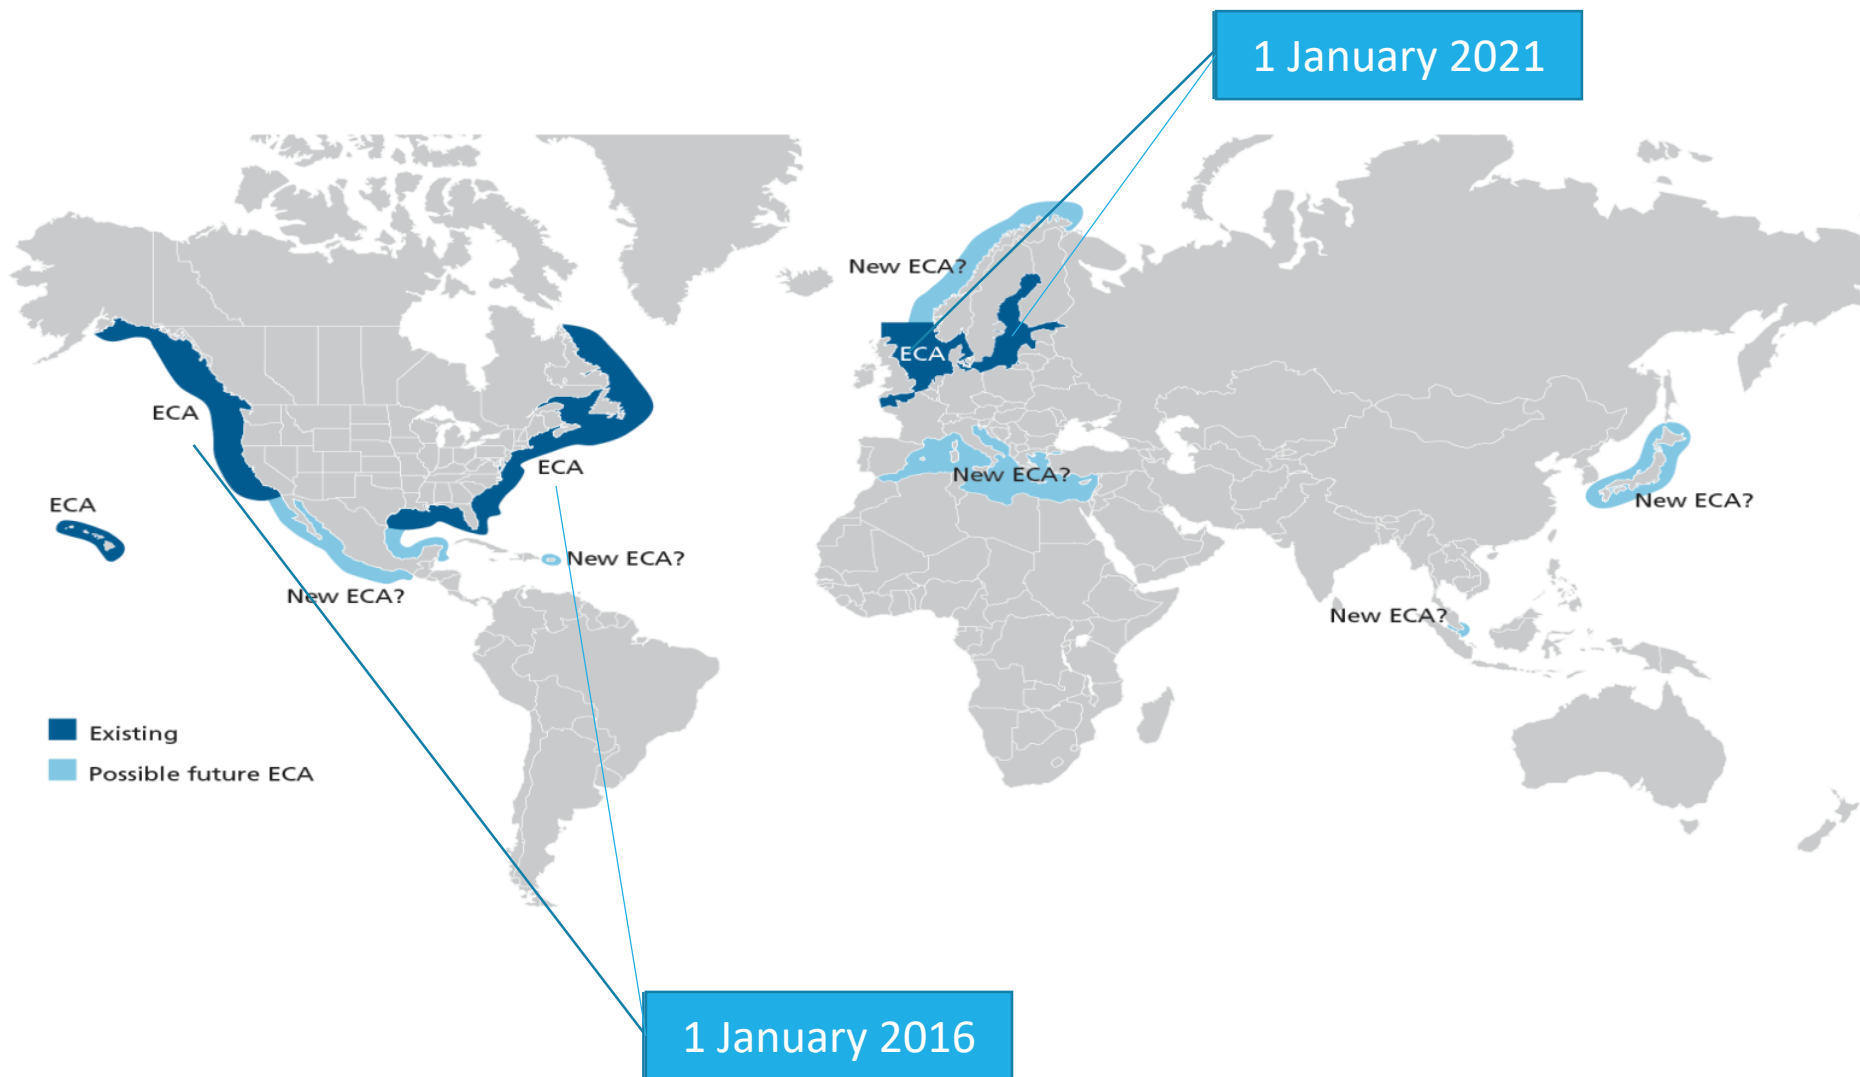 1 January 2021
New ECA?
ECA
ECA
ECA
New ECA?
ECA
New ECA?
New ECA?
New ECA?
New ECA?
Existing
Possible future ECA
1 January 2016